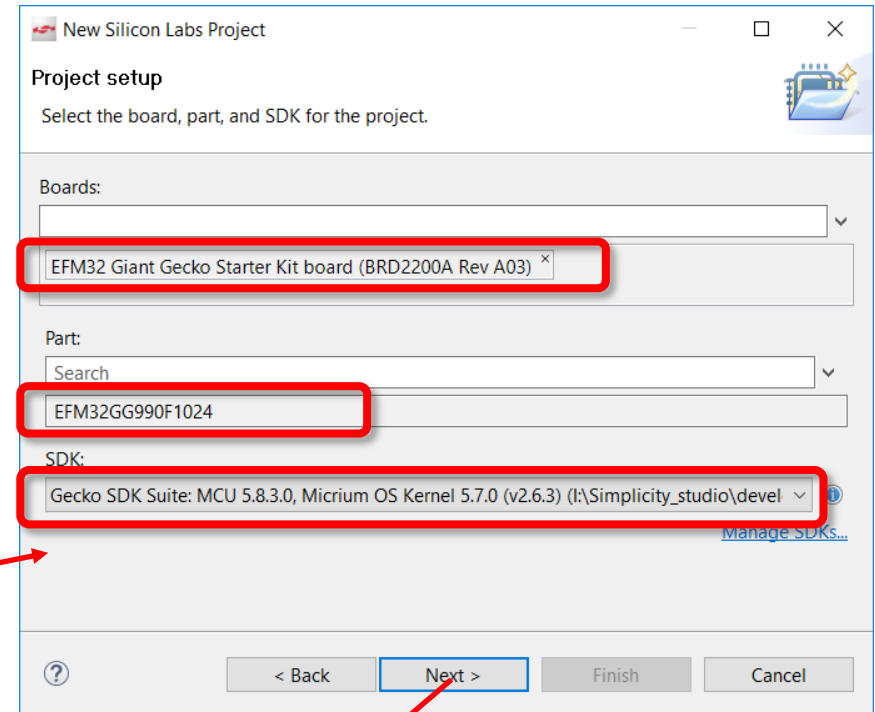 New Silicon Labs Project
Project setup
Select the board, part, and SDK for the project.
Boards:
EFM32 Giant Gecko Starter Kit board (BRD2200A Rev A03) ×
Part:
Search
EFM32GG990F1024
SDK:
Gecko SDK Suite: MCU 5.8.3.0, Micrium OS Kernel 5.7.0 (v2.6.3) (I:\Simplicity_studio\devel
Manage SDKs...
< Back Next > Finish Cancel